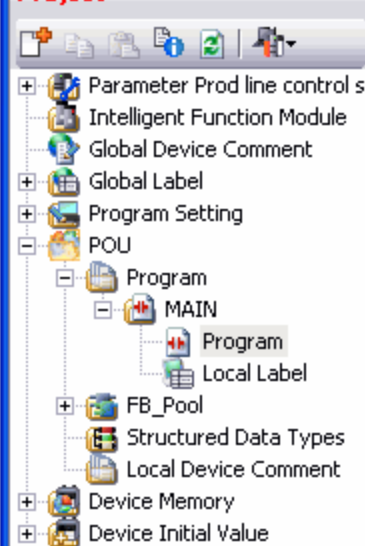 Parameter Prod line control s
Intelligent Function Module
Global Device Comment
Global Label
Program Setting
POU
Program
MAIN
Program
Local Label
FB_Pool
Structured Data Types
Local Device Comment
Device Memory
Device Initial Value